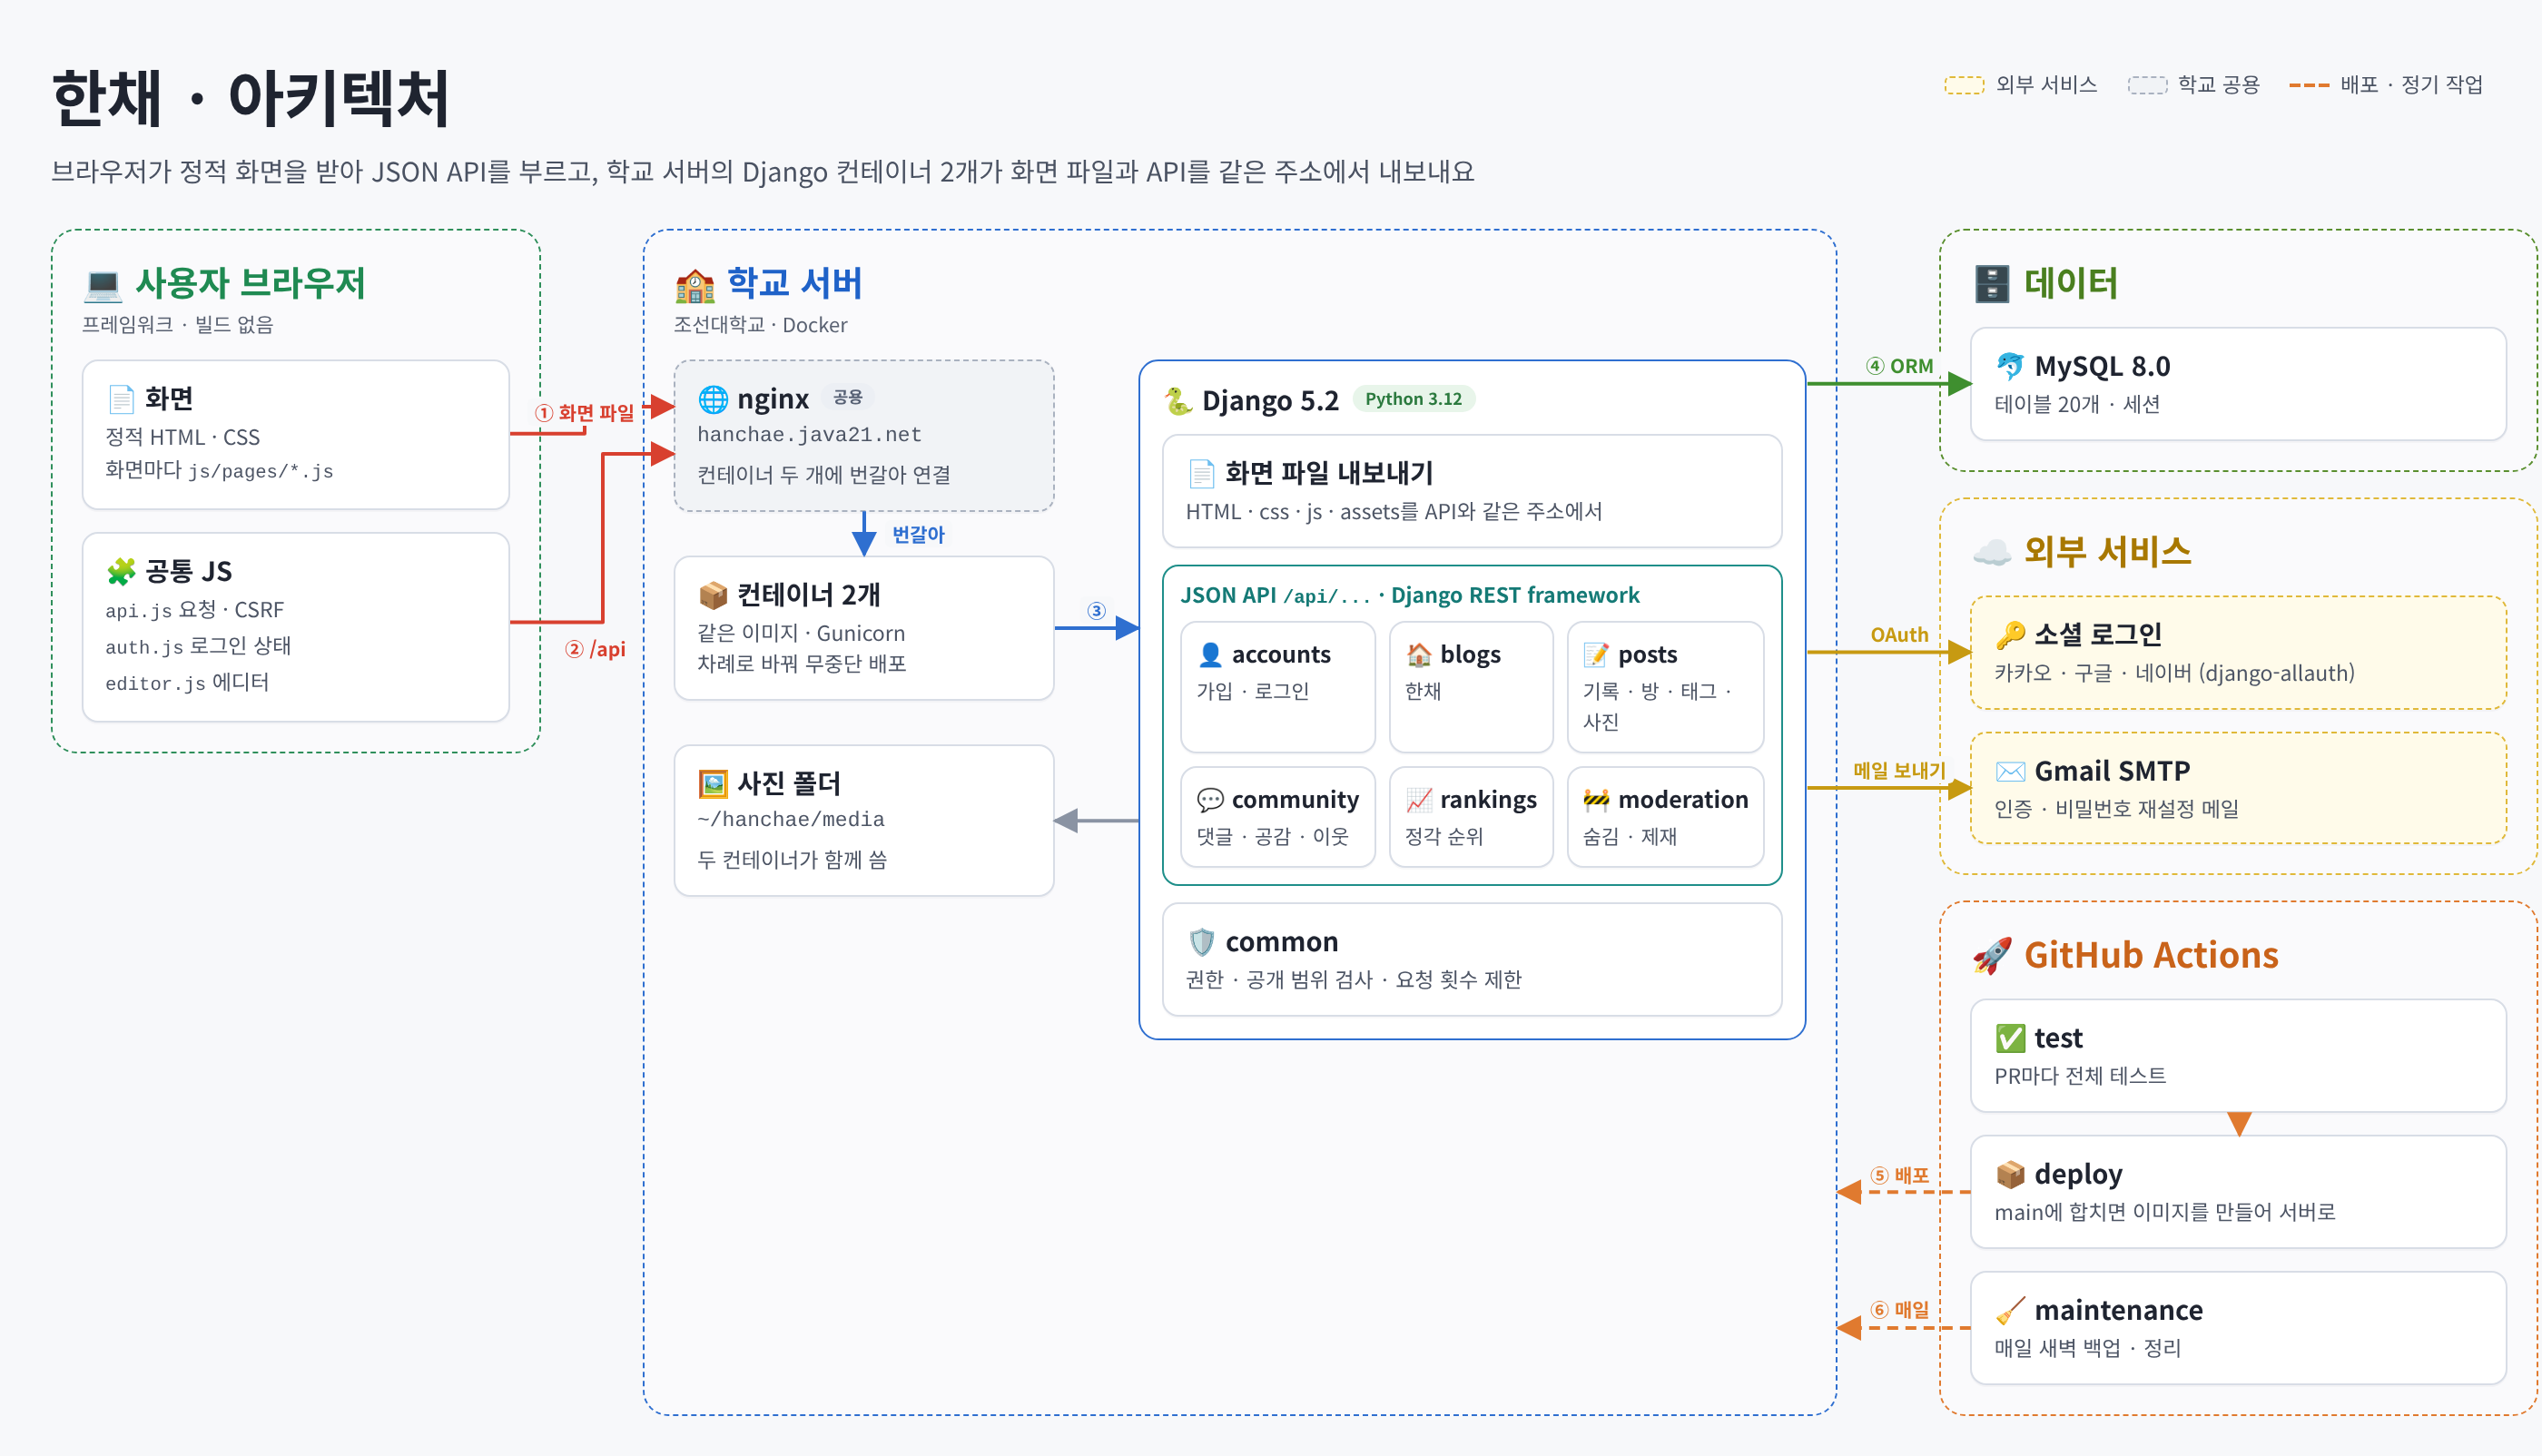 한채 · 아키텍처
외부 서비스
학교 공용
배포 · 정기 작업
브라우저가 정적 화면을 받아 JSON API를 부르고, 학교 서버의 Django 컨테이너 2개가 화면 파일과 API를 같은 주소에서 내보내요
사용자 브라우저
프레임워크 · 빌드 없음
화면
정적 HTML · CSS
화면마다 js/pages/*.js
공통 JS
api.js 요청 · CSRF
auth.js 로그인 상태
editor.js 에디터
① 화면 파일
② /api
학교 서버
조선대학교 · Docker
nginx 공용
hanchae.java21.net
컨테이너 두 개에 번갈아 연결
번갈아
컨테이너 2개
같은 이미지 · Gunicorn
차례로 바꿔 무중단 배포
사진 폴더
~/hanchae/media
두 컨테이너가 함께 씀
③
Django 5.2 Python 3.12
화면 파일 내보내기
HTML · css · js · assets를 API와 같은 주소에서
JSON API /api/... · Django REST framework
accounts
가입 · 로그인
blogs
한채
posts
기록 · 방 · 태그 ·
사진
community
댓글 · 공감 · 이웃
rankings
정각 순위
moderation
숨김 · 제재
common
권한 · 공개 범위 검사 · 요청 횟수 제한
④ ORM
OAuth
메일 보내기
⑤ 배포
⑥ 매일
데이터
MySQL 8.0
테이블 20개 · 세션
외부 서비스
소셜 로그인
카카오 · 구글 · 네이버 (django-allauth)
Gmail SMTP
인증 · 비밀번호 재설정 메일
GitHub Actions
test
PR마다 전체 테스트
deploy
main에 합치면 이미지를 만들어 서버로
maintenance
매일 새벽 백업 · 정리